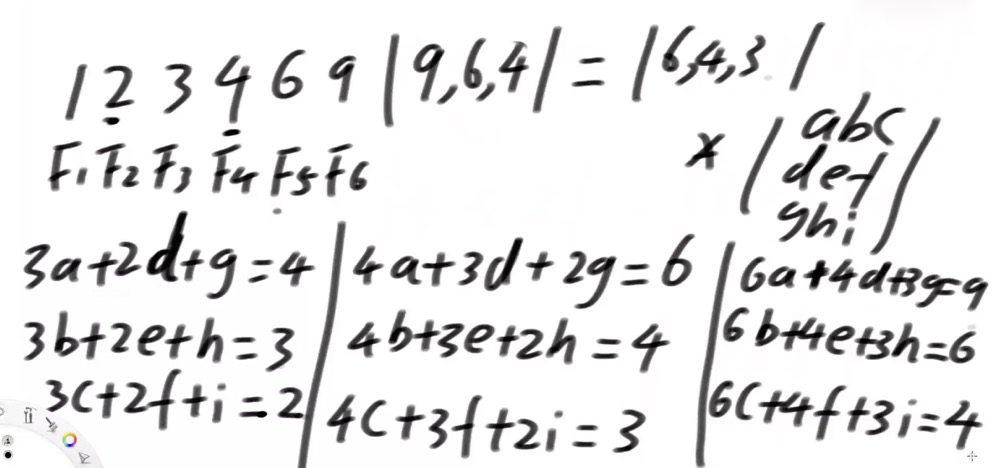 1 2 3 4 6 9 |9,6,4| = |6,4,3|
F1 F2 F3 F4 F5 F6
x |abc
def
ghi|
3a+2d+g=4 | 4a+3d+2g=6 | 6a+4d+3g=9
3b+2e+h=3 | 4b+3e+2h=4 | 6b+4e+3h=6
3c+2f+i=2 | 4c+3f+2i=3 | 6c+4f+3i=4